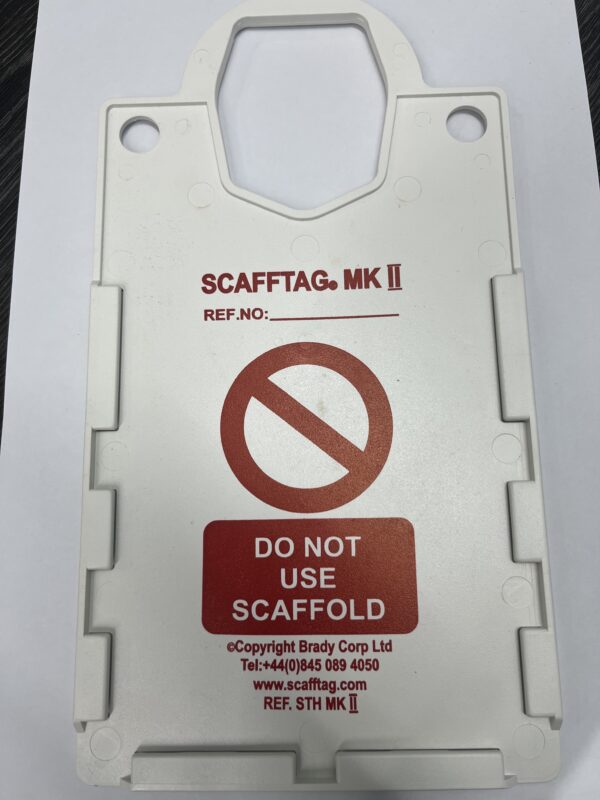 SCAFFTAG® MK II
REF.NO:
DO NOT
USE
SCAFFOLD
©Copyright Brady Corp Ltd
Tel:+44(0)845 089 4050
www.scafftag.com
REF. STH MK II